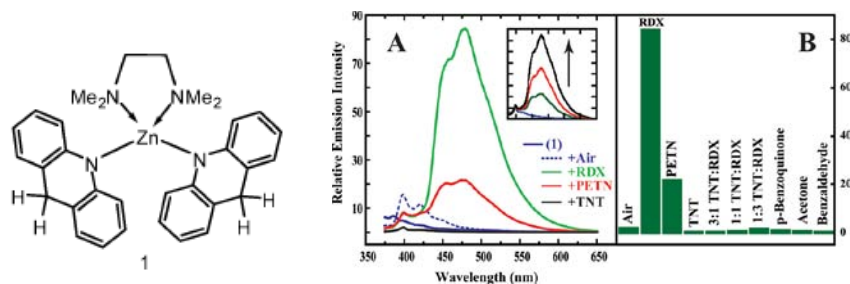 Me2N
NMe2
Zn
N
N
H
H
H
H
1
A
Relative Emission Intensity
90
80
70
60
50
40
30
20
10
0
(1)
+Air
+RDX
+PETN
+TNT
350 400 450 500 550 600 650
Wavelength (nm)
B
Air
RDX
PETN
TNT
3:1 TNT:RDX
1:1 TNT:RDX
1:3 TNT:RDX
p-Benzoquinone
Acetone
Benzaldehyde
80
60
40
20
0